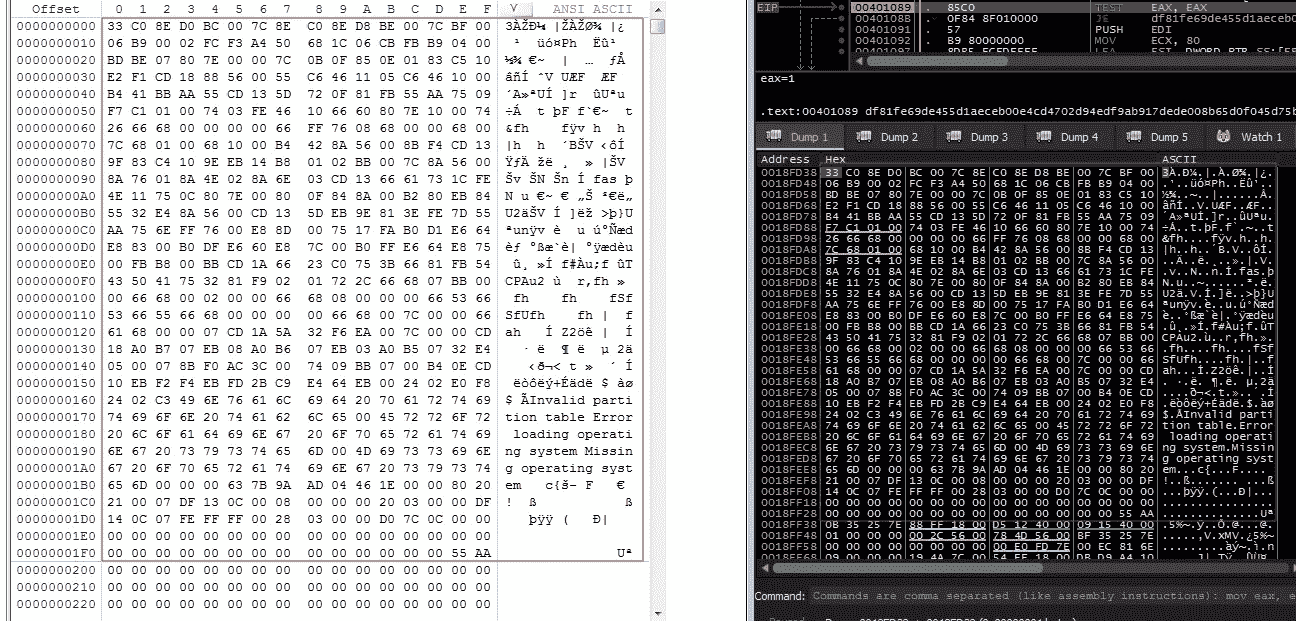 Offset 0 1 2 3 4 5 6 7 8 9 A B C D E F ANSI ASCII
0000000000 33 C0 8E D0 BC 00 7C 8E C0 8E D8 BE 00 7C BF 00 3ÀŽÐ¼ |ŽÀŽØ¾ |¿
0000000010 06 B9 00 02 FC F3 A4 50 68 1C 06 CB FB B9 04 00 ¹ üó¤Ph Ëû¹
0000000020 BD BE 07 80 7E 00 00 7C 0B 0F 85 0E 01 83 C5 10 ½¾ €~ | … ƒÅ
0000000030 E2 F1 CD 18 88 56 00 55 C6 46 11 05 C6 46 10 00 âñÍ ˆV UÆF ÆF
0000000040 B4 41 BB AA 55 CD 13 5D 72 0F 81 FB 55 AA 75 09 ´A»ªUÍ ]r ûUªu
0000000050 F7 C1 01 00 74 03 FE 46 10 66 60 80 7E 10 00 74 ÷Á t þF f`€~ t
0000000060 26 66 68 00 00 00 00 66 FF 76 08 68 00 00 68 00 &fh fÿv h h
0000000070 7C 68 01 00 68 10 00 B4 42 8A 56 00 8B F4 CD 13 |h h ´BŠV ‹ôÍ
0000000080 9F 83 C4 10 9E EB 14 B8 01 02 BB 00 7C 8A 56 00 ŸƒÄ žë ¸ » |ŠV
0000000090 8A 76 01 8A 4E 02 8A 6E 03 CD 13 66 61 73 1C FE Šv ŠN Šn Í fas þ
00000000A0 4E 11 75 0C 80 7E 00 80 0F 84 8A 00 B2 80 EB 84 N u €~ € „Š ²€ë„
00000000B0 55 32 E4 8A 56 00 CD 13 5D EB 9E 81 3E FE 7D 55 U2äŠV Í ]ëž >þ}U
00000000C0 AA 75 6E FF 76 00 E8 8D 00 75 17 FA B0 D1 E6 64 ªunÿv è u ú°Ñæd
00000000D0 E8 83 00 B0 DF E6 60 E8 7C 00 B0 FF E6 64 E8 75 èƒ °ßæ`è| °ÿædèu
00000000E0 00 FB B8 00 BB CD 1A 66 23 C0 75 3B 66 81 FB 54 û¸ »Í f#Àu;f ûT
00000000F0 43 50 41 75 32 81 F9 02 01 72 2C 66 68 07 BB 00 CPAu2 ù r,fh »
0000000100 00 66 68 00 02 00 00 66 68 08 00 00 00 66 53 66 fh fh fSf
0000000110 53 66 55 66 68 00 00 00 00 66 68 00 7C 00 00 66 SfUfh fh | f
0000000120 61 68 00 00 07 CD 1A 5A 32 F6 EA 00 7C 00 00 CD ah Í Z2öê | Í
0000000130 18 A0 B7 07 EB 08 A0 B6 07 EB 03 A0 B5 07 32 E4 · ë ¶ ë µ 2ä
0000000140 05 00 07 8B F0 AC 3C 00 74 09 BB 07 00 B4 0E CD ‹ð¬< t » ´ Í
0000000150 10 EB F2 F4 EB FD 2B C9 E4 64 EB 00 24 02 E0 F8 ëòôëý+Éädë $ àø
0000000160 24 02 C3 49 6E 76 61 6C 69 64 20 70 61 72 74 69 $ ÃInvalid parti
0000000170 74 69 6F 6E 20 74 61 62 6C 65 00 45 72 72 6F 72 tion table Error
0000000180 20 6C 6F 61 64 69 6E 67 20 6F 70 65 72 61 74 69 loading operati
0000000190 6E 67 20 73 79 73 74 65 6D 00 4D 69 73 73 69 6E ng system Missin
00000001A0 67 20 6F 70 65 72 61 74 69 6E 67 20 73 79 73 74 g operating syst
00000001B0 65 6D 00 00 00 63 7B 9A AD 04 46 1E 00 00 80 20 em c{š- F €
00000001C0 21 00 07 DF 13 0C 00 08 00 00 00 20 03 00 00 DF ! ß ß
00000001D0 14 0C 07 FE FF FF 00 28 03 00 00 D0 7C 0C 00 00 þÿÿ ( Ð|
00000001E0 00 00 00 00 00 00 00 00 00 00 00 00 00 00 00 00
00000001F0 00 00 00 00 00 00 00 00 00 00 00 00 00 00 55 AA Uª
0000000200 00 00 00 00 00 00 00 00 00 00 00 00 00 00 00 00
0000000210 00 00 00 00 00 00 00 00 00 00 00 00 00 00 00 00
0000000220 00 00 00 00 00 00 00 00 00 00 00 00 00 00 00 00
EIP 00401089 85C0 TEST EAX, EAX
0040108B 0F84 8F010000 JE df81fe69de455d1aeceb0
00401091 57 PUSH EDI
00401092 B9 80000000 MOV ECX, 80
eax=1
.text:00401089 df81fe69de455d1aeceb00e4cd4702d94edf9ab917dede008b65d0f045d75b
Dump 1 Dump 2 Dump 3 Dump 4 Dump 5 Watch 1
Address Hex ASCII
0018FD38 33 C0 8E D0 BC 00 7C 8E C0 8E D8 BE 00 7C BF 00
0018FD48 06 B9 00 02 FC F3 A4 50 68 1C 06 CB FB B9 04 00
0018FD58 BD BE 07 80 7E 00 00 7C 0B 0F 85 0E 01 83 C5 10
0018FD68 E2 F1 CD 18 88 56 00 55 C6 46 11 05 C6 46 10 00
0018FD78 B4 41 BB AA 55 CD 13 5D 72 0F 81 FB 55 AA 75 09
0018FD88 F7 C1 01 00 74 03 FE 46 10 66 60 80 7E 10 00 74
0018FD98 26 66 68 00 00 00 00 66 FF 76 08 68 00 00 68 00
0018FDA8 7C 68 01 00 68 10 00 B4 42 8A 56 00 8B F4 CD 13
0018FDB8 9F 83 C4 10 9E EB 14 B8 01 02 BB 00 7C 8A 56 00
0018FDC8 8A 76 01 8A 4E 02 8A 6E 03 CD 13 66 61 73 1C FE
0018FDD8 4E 11 75 0C 80 7E 00 80 0F 84 8A 00 B2 80 EB 84
0018FDE8 55 32 E4 8A 56 00 CD 13 5D EB 9E 81 3E FE 7D 55
0018FDF8 AA 75 6E FF 76 00 E8 8D 00 75 17 FA B0 D1 E6 64
0018FE08 E8 83 00 B0 DF E6 60 E8 7C 00 B0 FF E6 64 E8 75
0018FE18 00 FB B8 00 BB CD 1A 66 23 C0 75 3B 66 81 FB 54
0018FE28 43 50 41 75 32 81 F9 02 01 72 2C 66 68 07 BB 00
0018FE38 00 66 68 00 02 00 00 66 68 08 00 00 00 66 53 66
0018FE48 53 66 55 66 68 00 00 00 00 66 68 00 7C 00 00 66
0018FE58 61 68 00 00 07 CD 1A 5A 32 F6 EA 00 7C 00 00 CD
0018FE68 18 A0 B7 07 EB 08 A0 B6 07 EB 03 A0 B5 07 32 E4
0018FE78 05 00 07 8B F0 AC 3C 00 74 09 BB 07 00 B4 0E CD
0018FE88 10 EB F2 F4 EB FD 2B C9 E4 64 EB 00 24 02 E0 F8
0018FE98 24 02 C3 49 6E 76 61 6C 69 64 20 70 61 72 74 69 $.ÃInvalid parti
0018FEA8 74 69 6F 6E 20 74 61 62 6C 65 00 45 72 72 6F 72 tion table.Error
0018FEB8 20 6C 6F 61 64 69 6E 67 20 6F 70 65 72 61 74 69 loading operati
0018FEC8 6E 67 20 73 79 73 74 65 6D 00 4D 69 73 73 69 6E ng system.Missin
0018FED8 67 20 6F 70 65 72 61 74 69 6E 67 20 73 79 73 74 g operating syst
0018FEE8 65 6D 00 00 00 63 7B 9A AD 04 46 1E 00 00 80 20
0018FEF8 21 00 07 DF 13 0C 00 08 00 00 00 20 03 00 00 DF
0018FF08 14 0C 07 FE FF FF 00 28 03 00 00 D0 7C 0C 00 00
0018FF18 00 00 00 00 00 00 00 00 00 00 00 00 00 00 00 00
0018FF28 00 00 00 00 00 00 00 00 00 00 00 00 00 00 55 AA
0018FF38 0B 35 25 7E 88 FF 18 00 D5 12 40 00 09 15 40 00
0018FF48 01 00 00 00 00 2C 56 00 78 4D 56 00 BF 35 25 7E
0018FF58 00 00 00 00 00 00 00 00 00 E0 FD 7E 00 EC 81 6E
Command: Commands are comma separated (like assembly instructions): mov eax, e